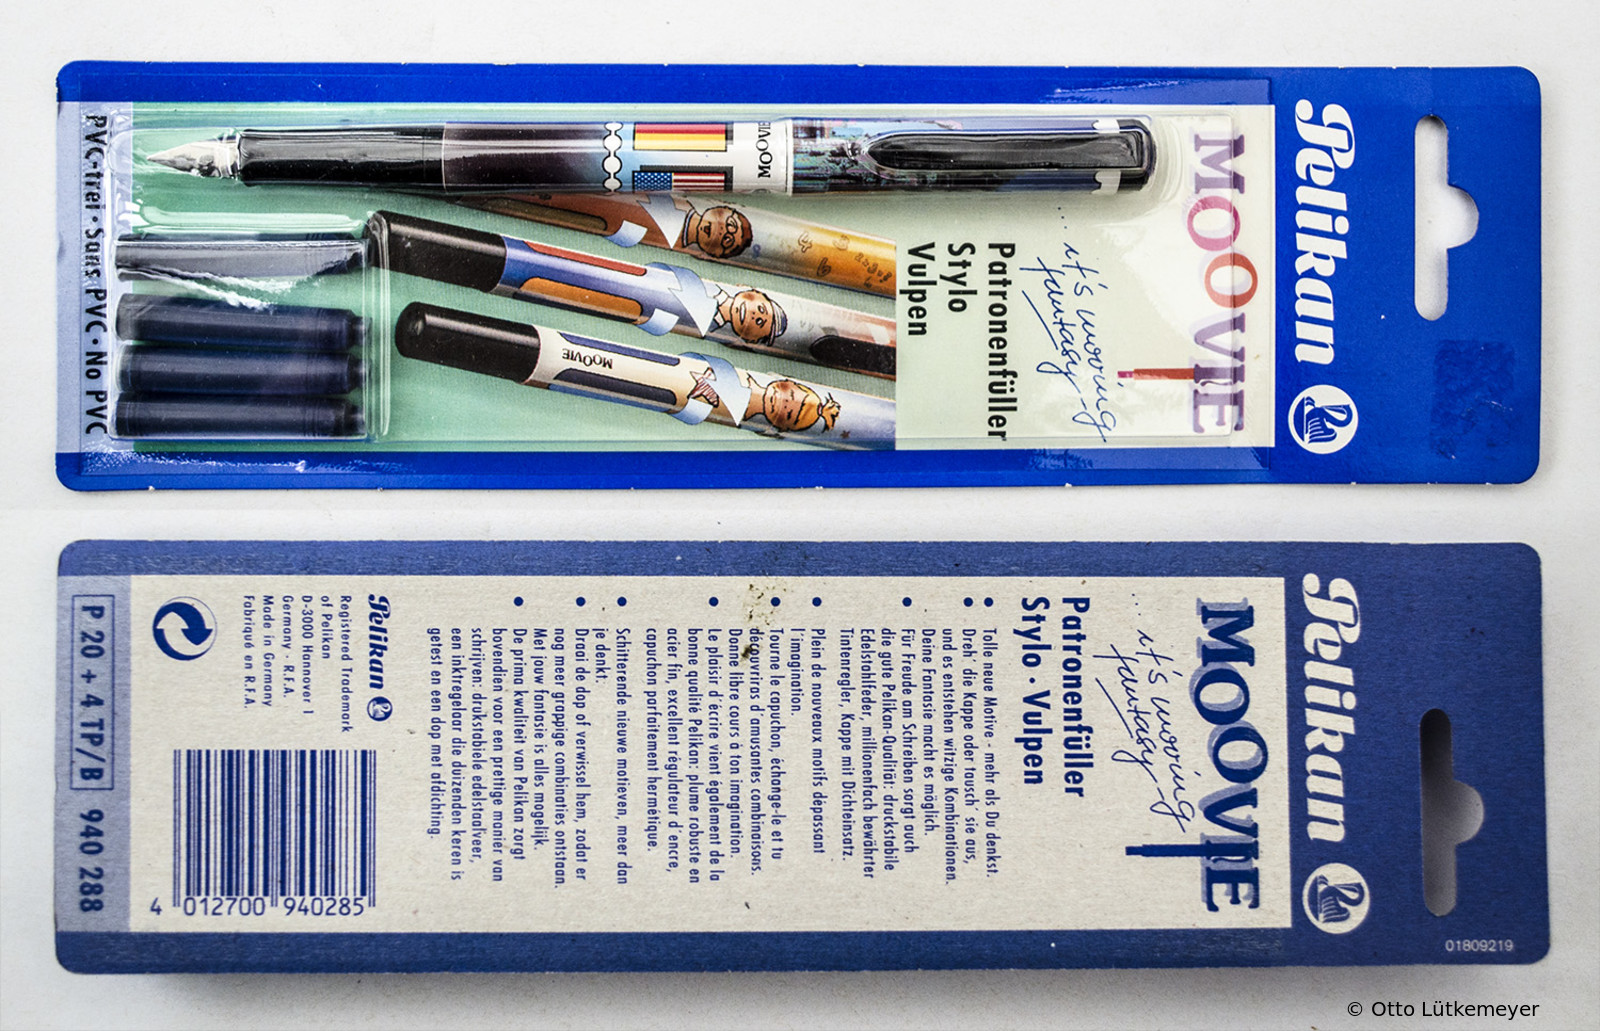 Pelikan
MOOVIE
...it's mooving
fantasy
Patronenfüller
Stylo
Vulpen
MOOVIE
MOOVIE
PVC-frei · Sans PVC · No PVC
Pelikan
MOOVIE
...it's mooving
fantasy
Patronenfüller
Stylo · Vulpen
• Tolle neue Motive - mehr als Du denkst.
• Dreh' die Kappe oder tausch' sie aus,
und es entstehen witzige Kombinationen.
Deine Fantasie macht es möglich.
• Für Freude am Schreiben sorgt auch
die gute Pelikan-Qualität: druckstabile
Edelstahlfeder, millionenfach bewährter
Tintenregler, Kappe mit Dichteinsatz.
• Plein de nouveaux motifs dépassant
l'imagination.
• Tourne le capuchon, échange-le et tu
découvriras d'amusantes combinaisons.
Donne libre cours à ton imagination.
• Le plaisir d'écrire vient également de la
bonne qualité Pelikan: plume robuste en
acier fin, excellent régulateur d'encre,
capuchon parfaitement hermétique.
• Schitterende nieuwe motieven, meer dan
je denkt.
• Draai de dop of verwissel hem, zodat er
nog meer grappige combinaties ontstaan.
Met jouw fantasie is alles mogelijk.
• De prima kwaliteit van Pelikan zorgt
bovendien voor een prettige manier van
schrijven: drukstabiele edelstaalveer,
een inktregelaar die duizenden keren is
getest en een dop met afdichting.
Pelikan
Registered Trademark
of Pelikan
D-3000 Hannover 1
Germany · R.F.A.
Made in Germany
Fabriqué en R.F.A.
4 012700 940285
P 20 + 4 TP/B 940 288
01809219
© Otto Lütkemeyer